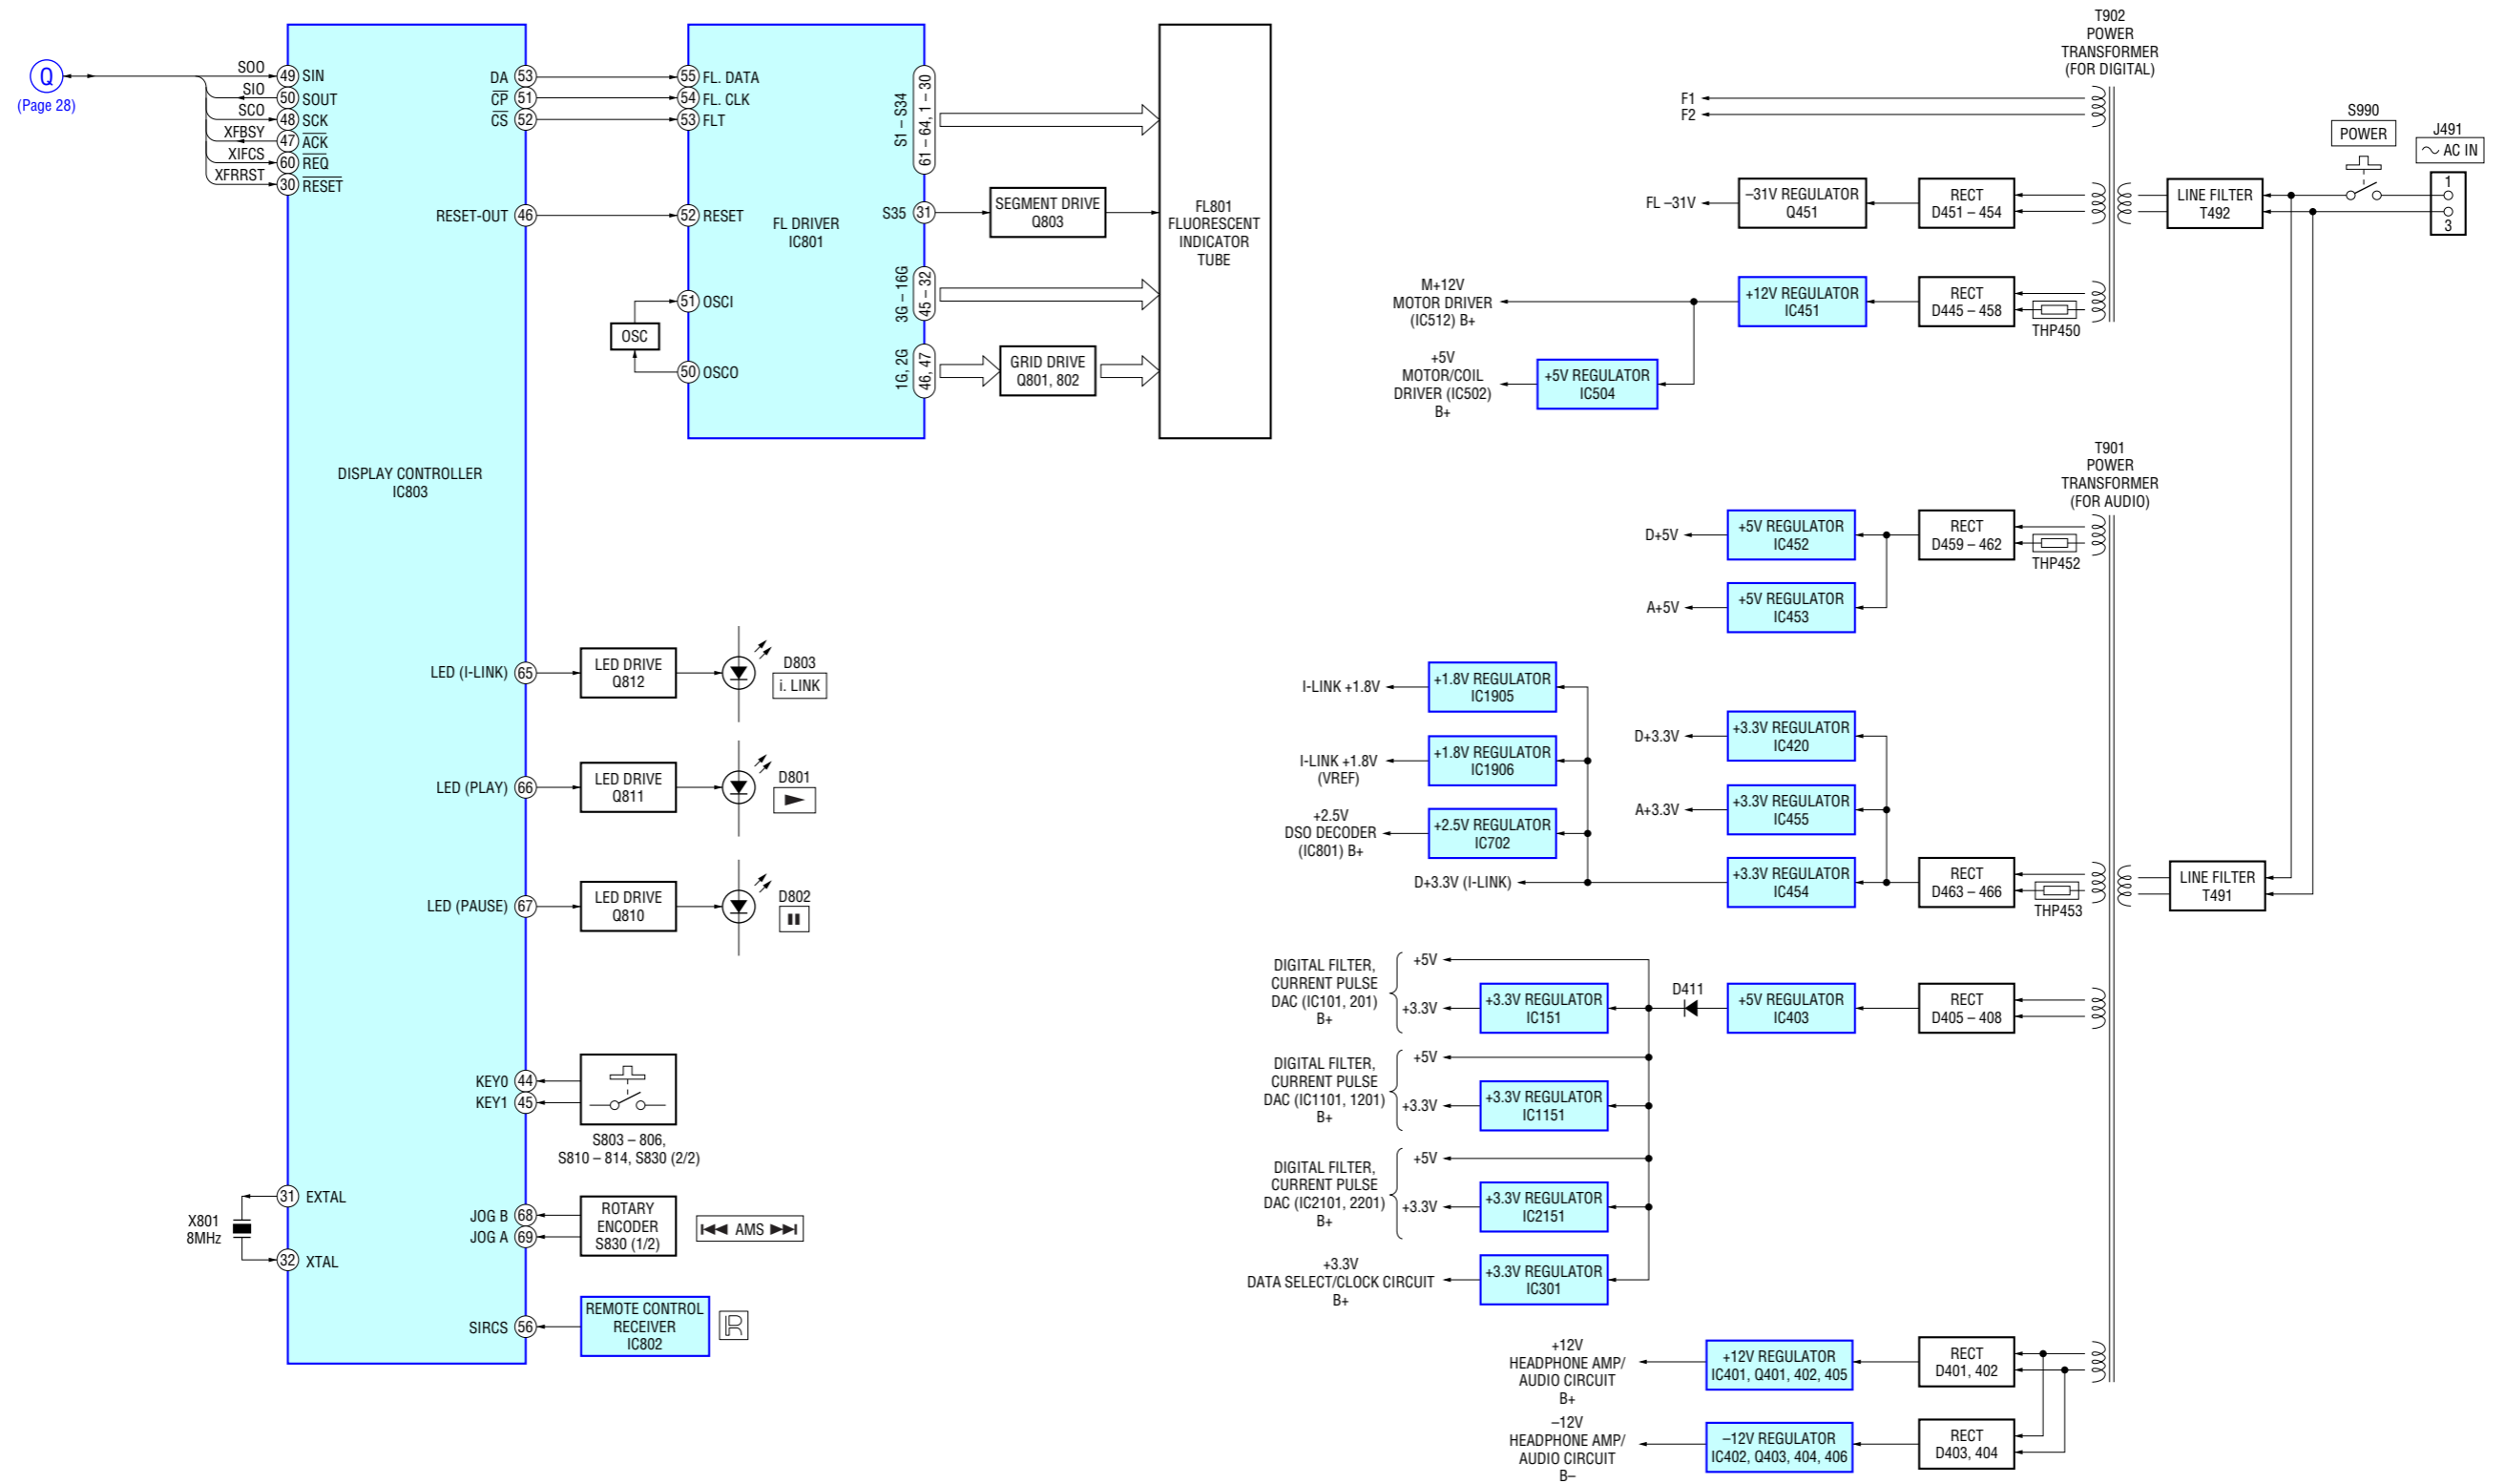 Q
(Page 28)
SOO
SIO
SCO
XFBSY
XIFCS
XFRRST
49 SIN
50 SOUT
48 SCK
47 ACK
60 REQ
30 RESET
DA 53
CP 51
CS 52
RESET-OUT 46
DISPLAY CONTROLLER
IC803
55 FL. DATA
54 FL. CLK
53 FLT
52 RESET
51 OSCI
50 OSCO
OSC
FL DRIVER
IC801
S1 – S34
61 – 64, 1 – 30
S35 31
3G – 16G
45 – 32
1G, 2G
46, 47
SEGMENT DRIVE
Q803
GRID DRIVE
Q801, 802
FL801
FLUORESCENT
INDICATOR
TUBE
LED (I-LINK) 65
LED DRIVE
Q812
D803
i. LINK
LED (PLAY) 66
LED DRIVE
Q811
D801
LED (PAUSE) 67
LED DRIVE
Q810
D802
KEY0 44
KEY1 45
S803 – 806,
S810 – 814, S830 (2/2)
X801
8MHz
31 EXTAL
32 XTAL
JOG B 68
JOG A 69
ROTARY
ENCODER
S830 (1/2)
AMS
SIRCS 56
REMOTE CONTROL
RECEIVER
IC802
R
T902
POWER
TRANSFORMER
(FOR DIGITAL)
F1
F2
S990
POWER
J491
AC IN
1
3
LINE FILTER
T492
FL –31V
–31V REGULATOR
Q451
RECT
D451 – 454
M+12V
MOTOR DRIVER
(IC512) B+
+12V REGULATOR
IC451
RECT
D445 – 458
THP450
+5V
MOTOR/COIL
DRIVER (IC502)
B+
+5V REGULATOR
IC504
T901
POWER
TRANSFORMER
(FOR AUDIO)
D+5V
+5V REGULATOR
IC452
RECT
D459 – 462
THP452
A+5V
+5V REGULATOR
IC453
I-LINK +1.8V
+1.8V REGULATOR
IC1905
D+3.3V
+3.3V REGULATOR
IC420
I-LINK +1.8V
(VREF)
+1.8V REGULATOR
IC1906
A+3.3V
+3.3V REGULATOR
IC455
+2.5V
DSO DECODER
(IC801) B+
+2.5V REGULATOR
IC702
D+3.3V (I-LINK)
+3.3V REGULATOR
IC454
RECT
D463 – 466
THP453
LINE FILTER
T491
DIGITAL FILTER,
CURRENT PULSE
DAC (IC101, 201)
B+
+5V
+3.3V
+3.3V REGULATOR
IC151
D411
+5V REGULATOR
IC403
RECT
D405 – 408
DIGITAL FILTER,
CURRENT PULSE
DAC (IC1101, 1201)
B+
+5V
+3.3V
+3.3V REGULATOR
IC1151
DIGITAL FILTER,
CURRENT PULSE
DAC (IC2101, 2201)
B+
+5V
+3.3V
+3.3V REGULATOR
IC2151
+3.3V
DATA SELECT/CLOCK CIRCUIT
B+
+3.3V REGULATOR
IC301
+12V
HEADPHONE AMP/
AUDIO CIRCUIT
B+
+12V REGULATOR
IC401, Q401, 402, 405
RECT
D401, 402
–12V
HEADPHONE AMP/
AUDIO CIRCUIT
B–
–12V REGULATOR
IC402, Q403, 404, 406
RECT
D403, 404